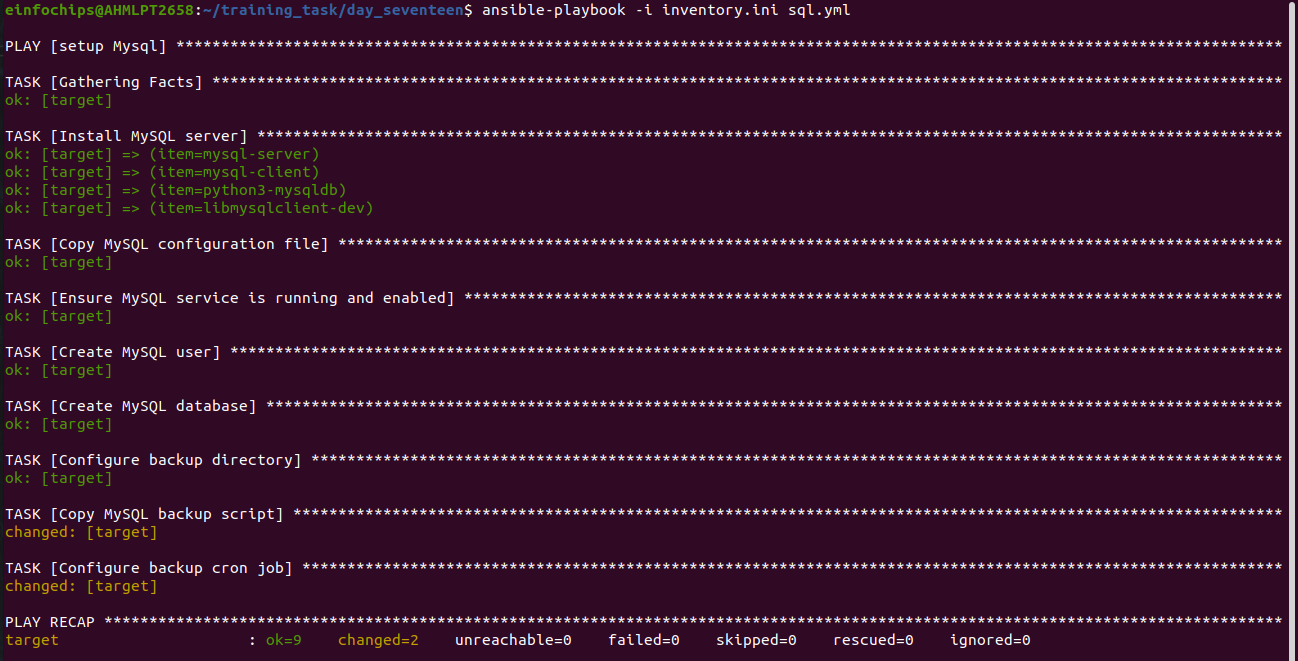 einfochips@AHMLPT2658:~/training_task/day_seventeen$ ansible-playbook -i inventory.ini sql.yml
PLAY [setup Mysql] ***************************************************************************************************************************
TASK [Gathering Facts] ***********************************************************************************************************************
ok: [target]
TASK [Install MySQL server] ******************************************************************************************************************
ok: [target] => (item=mysql-server)
ok: [target] => (item=mysql-client)
ok: [target] => (item=python3-mysqldb)
ok: [target] => (item=libmysqlclient-dev)
TASK [Copy MySQL configuration file] *********************************************************************************************************
ok: [target]
TASK [Ensure MySQL service is running and enabled] *******************************************************************************************
ok: [target]
TASK [Create MySQL user] *********************************************************************************************************************
ok: [target]
TASK [Create MySQL database] *****************************************************************************************************************
ok: [target]
TASK [Configure backup directory] ************************************************************************************************************
ok: [target]
TASK [Copy MySQL backup script] **************************************************************************************************************
changed: [target]
TASK [Configure backup cron job] *************************************************************************************************************
changed: [target]
PLAY RECAP ***********************************************************************************************************************************
target                     : ok=9    changed=2    unreachable=0    failed=0    skipped=0    rescued=0    ignored=0